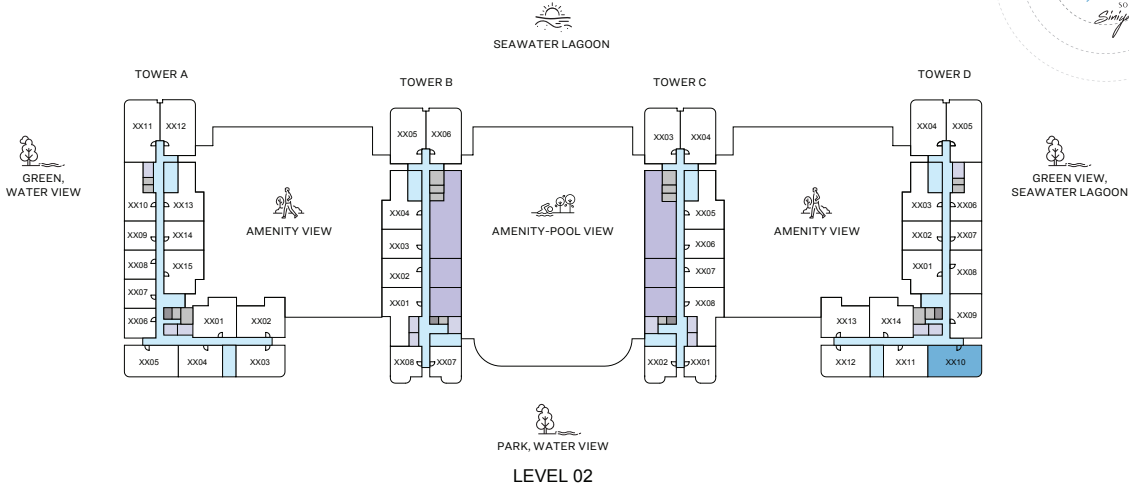 SO
SEAWATER LAGOON
TOWER A
TOWER B
TOWER C
TOWER D
GREEN,
WATER VIEW
GREEN VIEW,
SEAWATER LAGOON
AMENITY VIEW
AMENITY-POOL VIEW
AMENITY VIEW
XX11
XX12
XX10
XX13
XX09
XX14
XX08
XX15
XX07
XX06
XX01
XX02
XX05
XX04
XX03
XX05
XX06
XX04
XX03
XX02
XX01
XX08
XX07
XX03
XX04
XX05
XX06
XX07
XX08
XX02
XX01
XX04
XX05
XX03
XX06
XX02
XX07
XX01
XX08
XX09
XX13
XX14
XX12
XX11
XX10
PARK, WATER VIEW
LEVEL 02